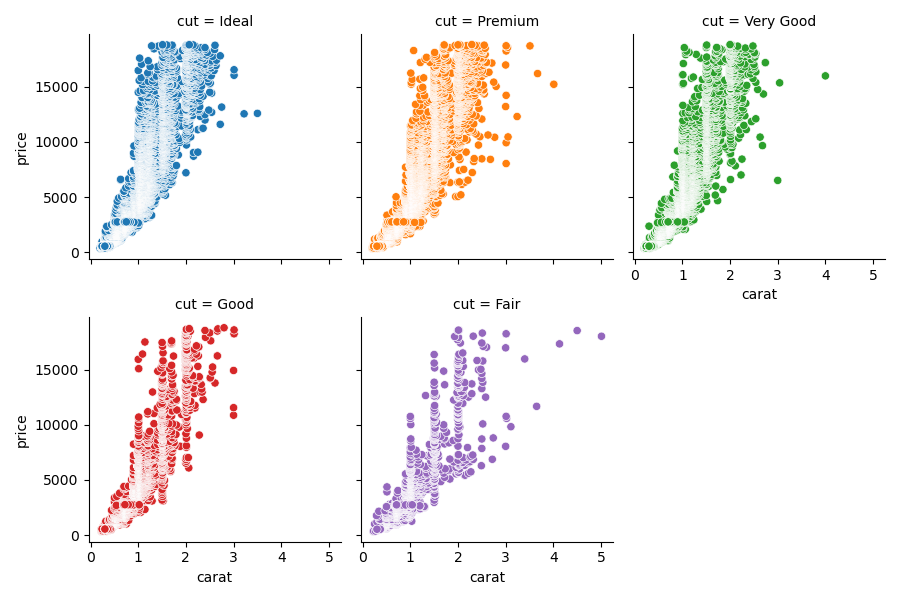 cut = Ideal
cut = Premium
cut = Very Good
15000
10000
5000
0
price
0 1 2 3 4 5
carat
cut = Good
cut = Fair
15000
10000
5000
0
price
0 1 2 3 4 5
0 1 2 3 4 5
carat
carat